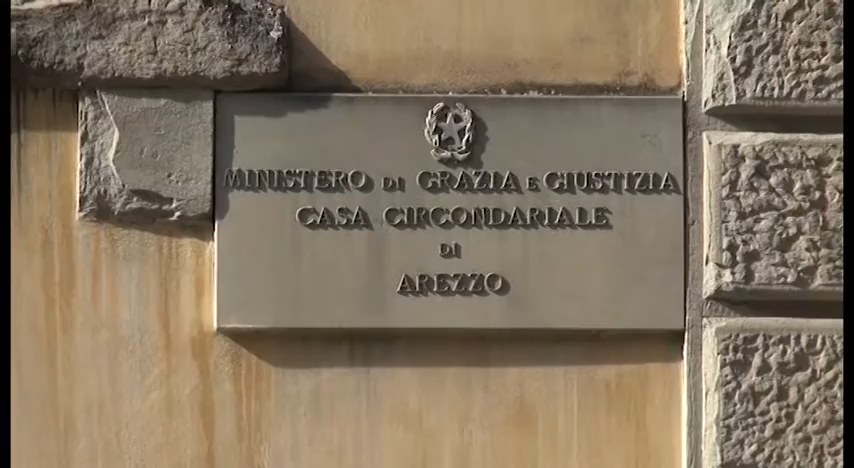 MINISTERO DI GRAZIA E GIUSTIZIA
CASA CIRCONDARIALE
DI
AREZZO